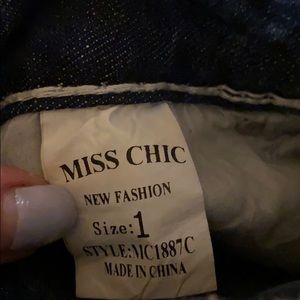 MISS CHIC
NEW FASHION
Size:1
STYLE:MC1887C
MADE IN CHINA